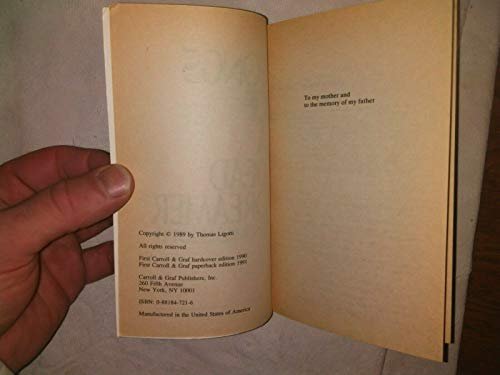 Copyright © 1989 by Thomas Ligotti
All rights reserved
First Carroll & Graf hardcover edition 1990
First Carroll & Graf paperback edition 1991
Carroll & Graf Publishers, Inc.
260 Fifth Avenue
New York, NY 10001
ISBN: 0-88184-721-6
Manufactured in the United States of America
To my mother and
to the memory of my father